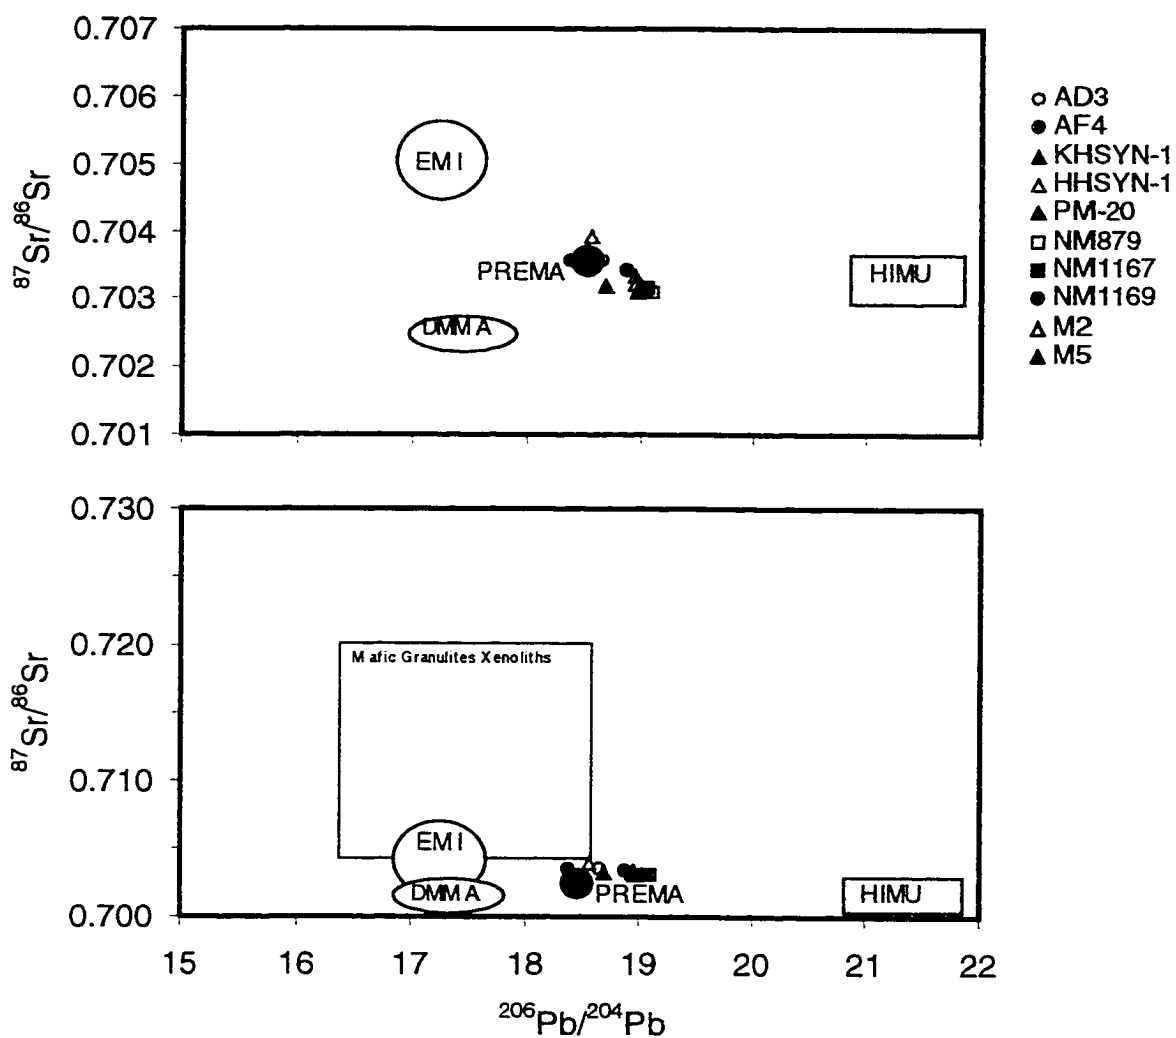 0.707
0.706
0.705
0.704
0.703
0.702
0.701
87Sr/86Sr
EM I
PREMA
DMMA
HIMU
AD3
AF4
KHSYN-1
HHSYN-1
PM-20
NM879
NM1167
NM1169
M2
M5
0.730
0.720
0.710
0.700
87Sr/86Sr
Mafic Granulites Xenoliths
EM I
DMMA
PREMA
HIMU
15 16 17 18 19 20 21 22
206Pb/204Pb